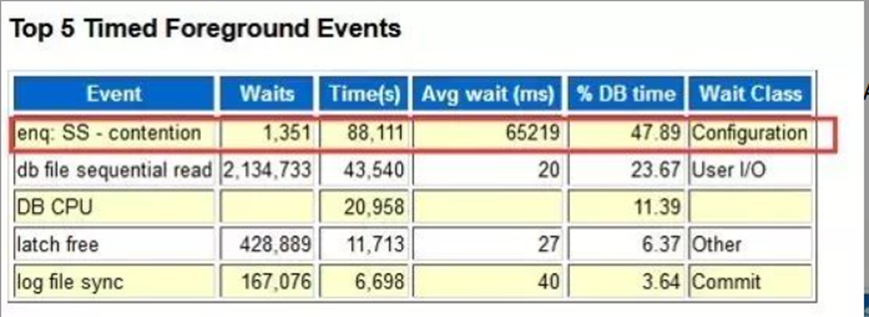 Top 5 Timed Foreground Events
Event Waits Time(s) Avg wait (ms) % DB time Wait Class
enq: SS - contention 1,351 88,111 65219 47.89 Configuration
db file sequential read 2,134,733 43,540 20 23.67 User I/O
DB CPU 20,958 11.39
latch free 428,889 11,713 27 6.37 Other
log file sync 167,076 6,698 40 3.64 Commit